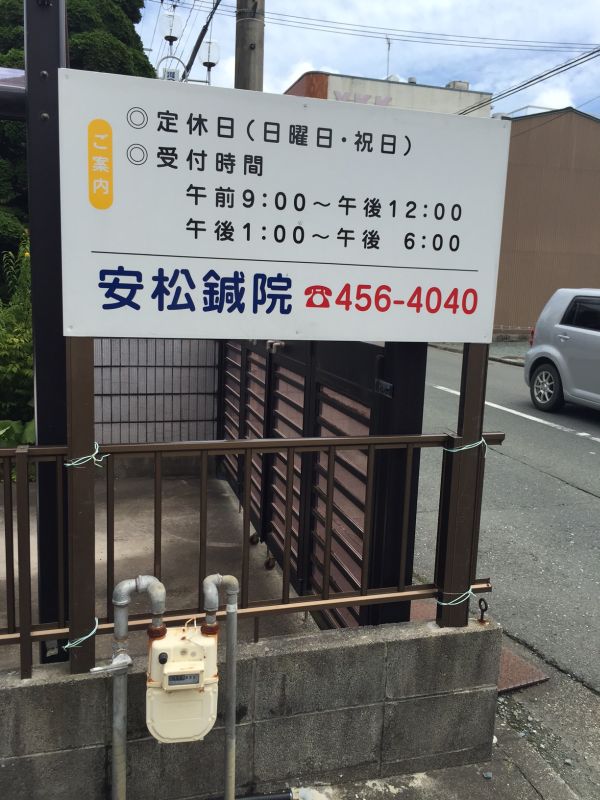 ご案内
◎定休日(日曜日・祝日)
◎受付時間
午前9:00〜午後12:00
午後1:00〜午後 6:00
安松鍼院 ☎456-4040